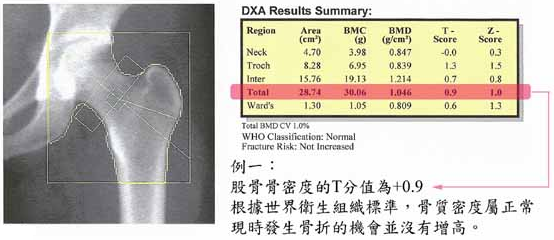 DXA Results Summary:
Region Area (cm²) BMC (g) BMD (g/cm²) T - Score Z - Score
Neck 4.70 3.98 0.847 -0.0 0.3
Troch 8.28 6.95 0.839 1.3 1.5
Inter 15.76 19.13 1.214 0.7 0.8
Total 28.74 30.06 1.046 0.9 1.0
Ward's 1.30 1.05 0.809 0.6 1.3
Total BMD CV 1.0%
WHO Classification: Normal
Fracture Risk: Not Increased
例一：
股骨骨密度的T分值為+0.9
根據世界衛生組織標準，骨質密度屬正常
現時發生骨折的機會並沒有增高。